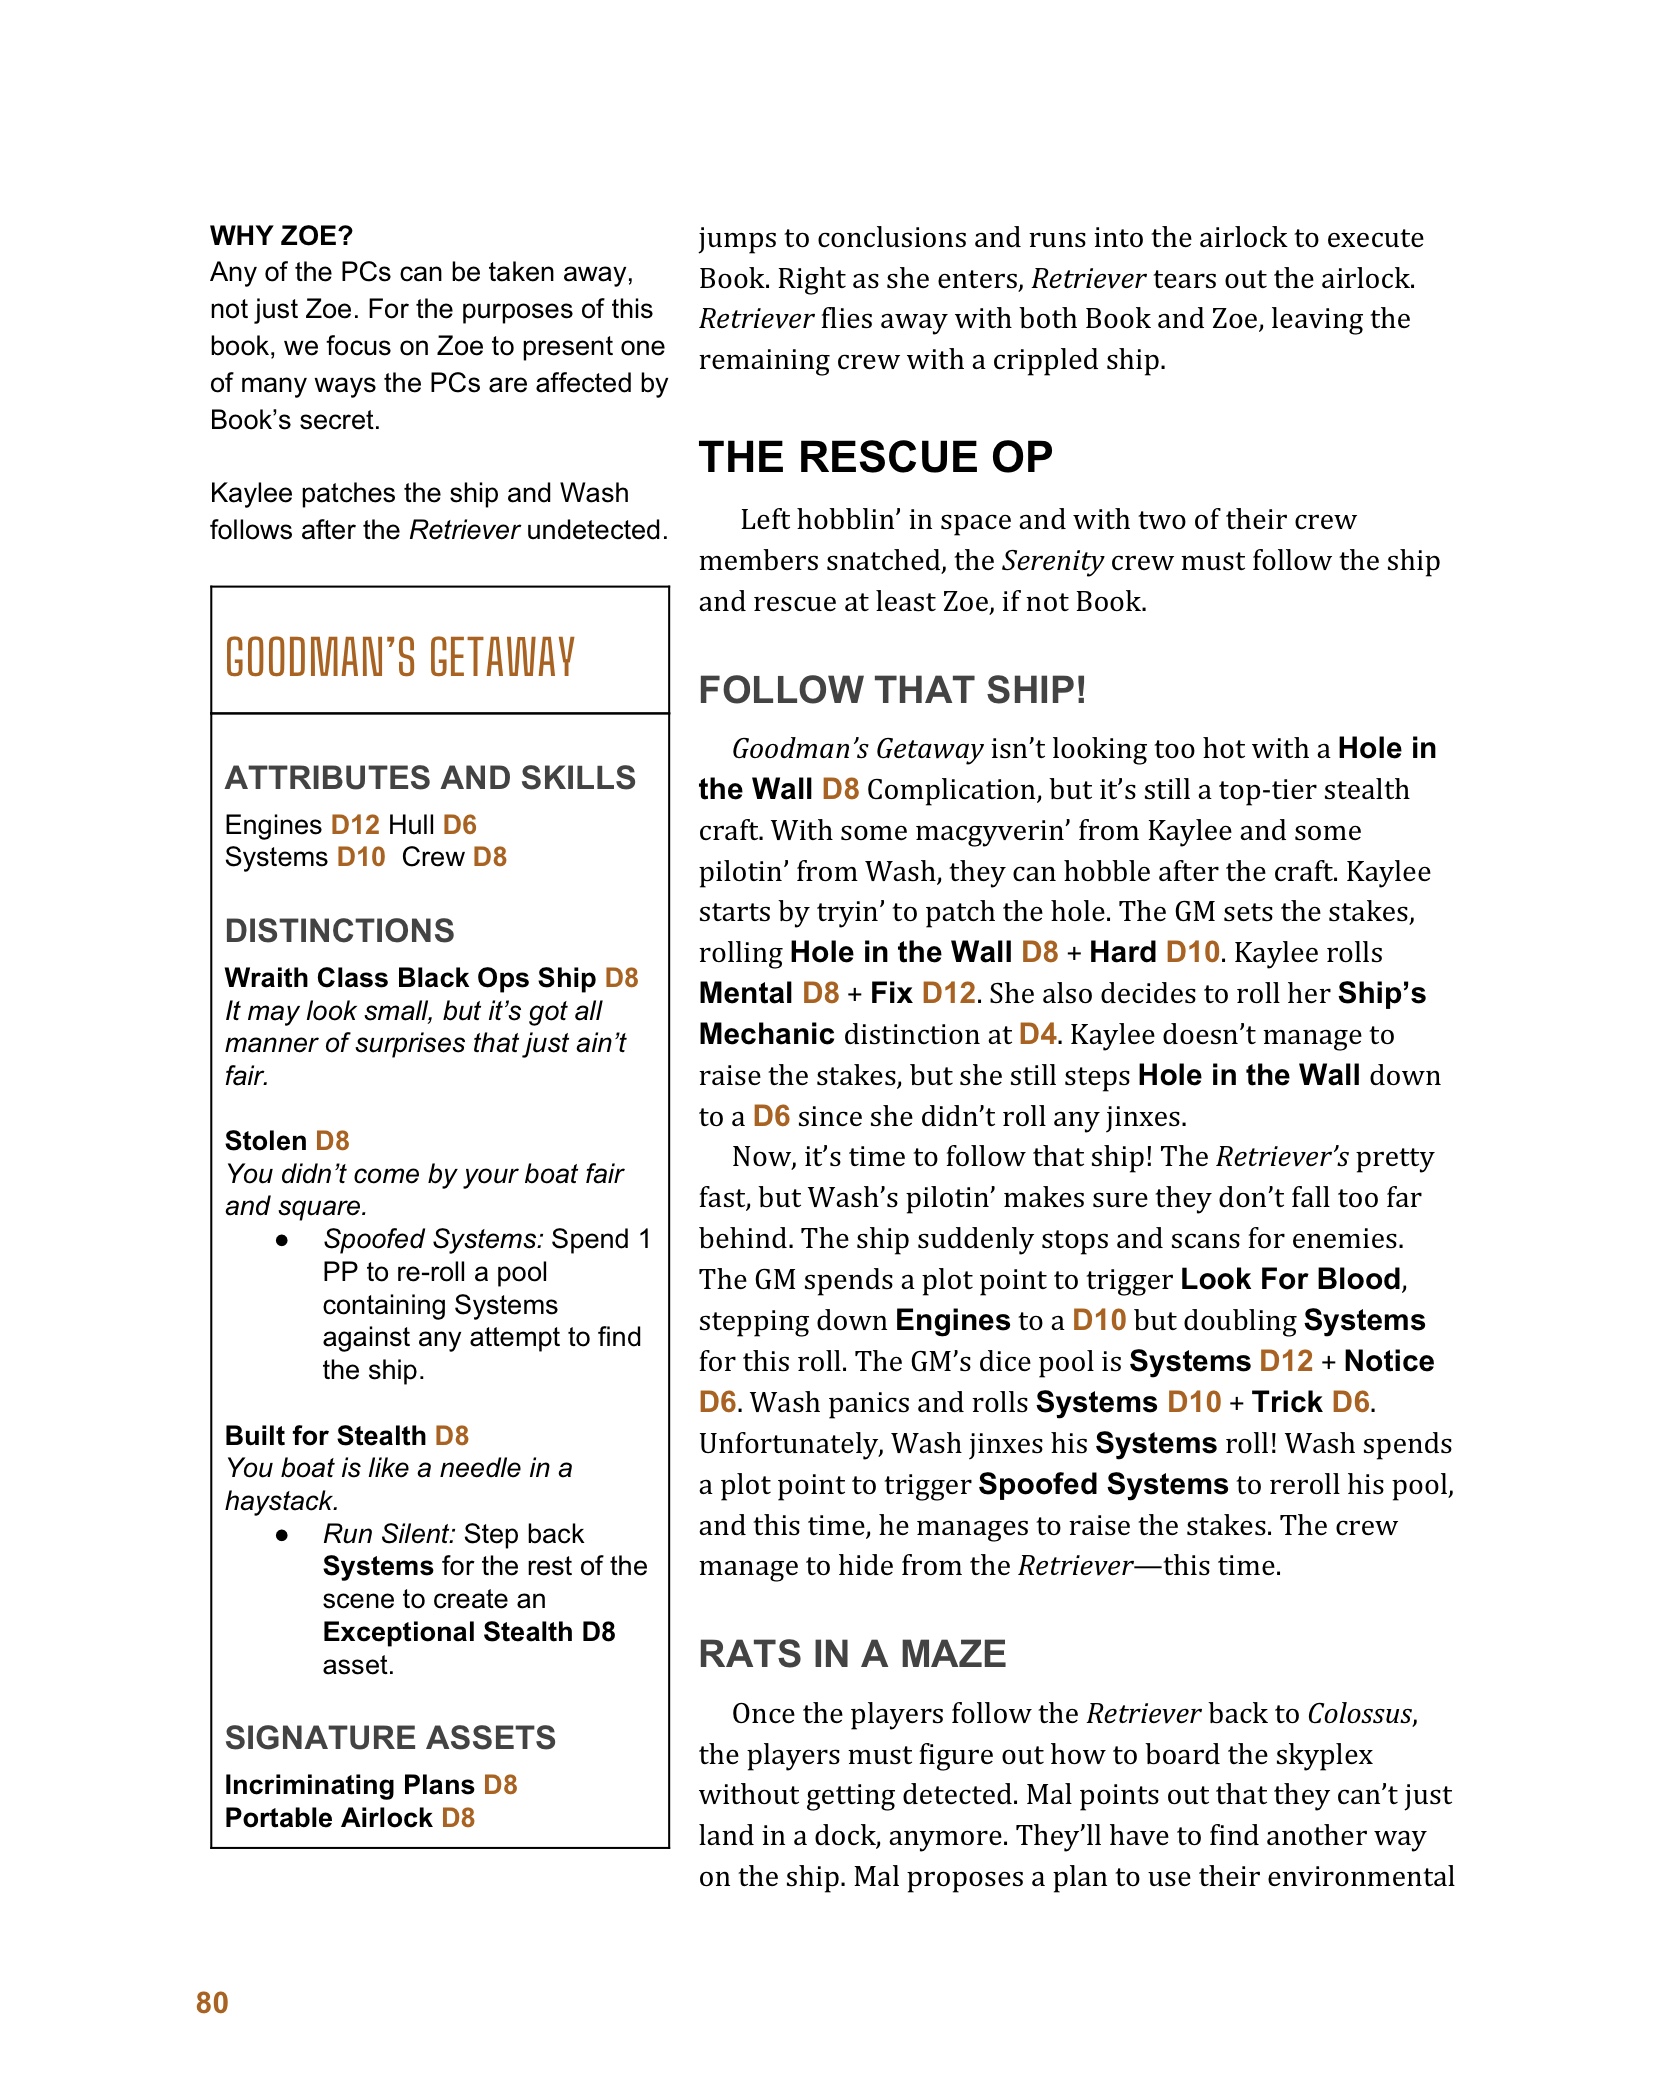 WHY ZOE?
Any of the PCs can be taken away,
not just Zoe. For the purposes of this
book, we focus on Zoe to present one
of many ways the PCs are affected by
Book’s secret.
Kaylee patches the ship and Wash
follows after the Retriever undetected.
GOODMAN’S GETAWAY
ATTRIBUTES AND SKILLS
Engines D12 Hull D6
Systems D10 Crew D8
DISTINCTIONS
Wraith Class Black Ops Ship D8
It may look small, but it’s got all
manner of surprises that just ain’t
fair.
Stolen D8
You didn’t come by your boat fair
and square.
● Spoofed Systems: Spend 1
PP to re-roll a pool
containing Systems
against any attempt to find
the ship.
Built for Stealth D8
You boat is like a needle in a
haystack.
● Run Silent: Step back
Systems for the rest of the
scene to create an
Exceptional Stealth D8
asset.
SIGNATURE ASSETS
Incriminating Plans D8
Portable Airlock D8
jumps to conclusions and runs into the airlock to execute
Book. Right as she enters, Retriever tears out the airlock.
Retriever flies away with both Book and Zoe, leaving the
remaining crew with a crippled ship.
THE RESCUE OP
Left hobblin’ in space and with two of their crew
members snatched, the Serenity crew must follow the ship
and rescue at least Zoe, if not Book.
FOLLOW THAT SHIP!
Goodman’s Getaway isn’t looking too hot with a Hole in
the Wall D8 Complication, but it’s still a top-tier stealth
craft. With some macgyverin’ from Kaylee and some
pilotin’ from Wash, they can hobble after the craft. Kaylee
starts by tryin’ to patch the hole. The GM sets the stakes,
rolling Hole in the Wall D8 + Hard D10. Kaylee rolls
Mental D8 + Fix D12. She also decides to roll her Ship’s
Mechanic distinction at D4. Kaylee doesn’t manage to
raise the stakes, but she still steps Hole in the Wall down
to a D6 since she didn’t roll any jinxes.
Now, it’s time to follow that ship! The Retriever’s pretty
fast, but Wash’s pilotin’ makes sure they don’t fall too far
behind. The ship suddenly stops and scans for enemies.
The GM spends a plot point to trigger Look For Blood,
stepping down Engines to a D10 but doubling Systems
for this roll. The GM’s dice pool is Systems D12 + Notice
D6. Wash panics and rolls Systems D10 + Trick D6.
Unfortunately, Wash jinxes his Systems roll! Wash spends
a plot point to trigger Spoofed Systems to reroll his pool,
and this time, he manages to raise the stakes. The crew
manage to hide from the Retriever—this time.
RATS IN A MAZE
Once the players follow the Retriever back to Colossus,
the players must figure out how to board the skyplex
without getting detected. Mal points out that they can’t just
land in a dock, anymore. They’ll have to find another way
on the ship. Mal proposes a plan to use their environmental
80